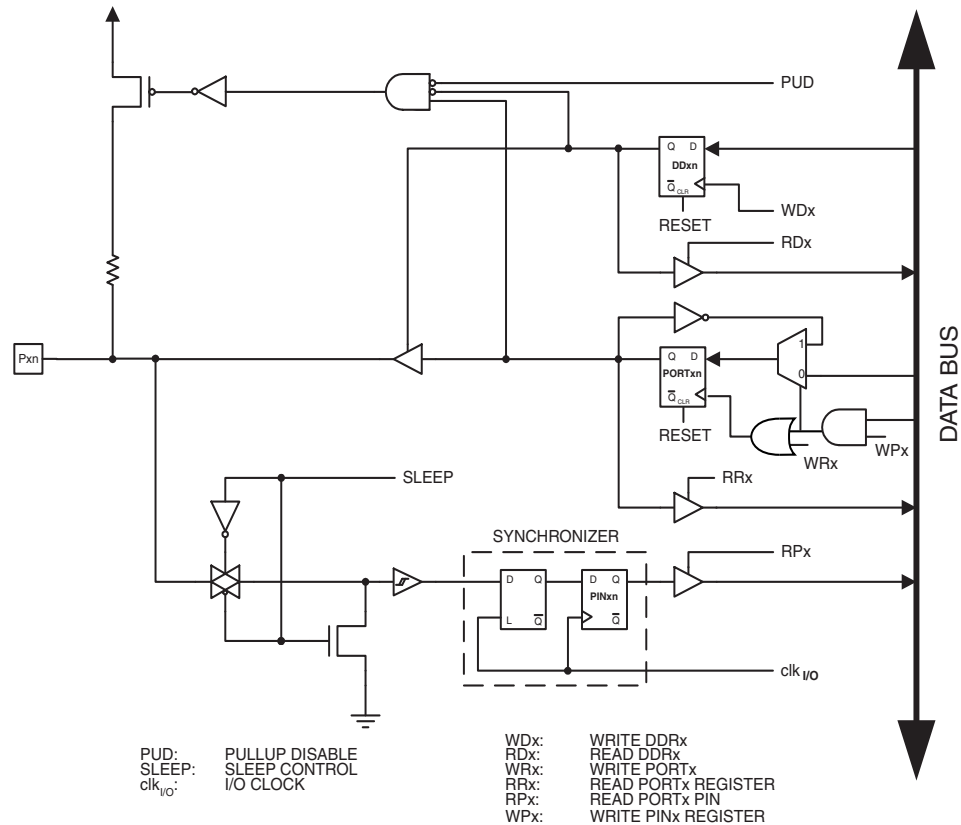 PUD
Q D
DDxn
Q CLR
WDx
RESET
RDx
Pxn
1
Q D
PORTxn
0
Q CLR
RESET
WRx
WPx
DATA BUS
SLEEP
RRx
SYNCHRONIZER
RPx
D Q
L Q
D Q
PINxn
Q
clk I/O
PUD: PULLUP DISABLE
SLEEP: SLEEP CONTROL
clk I/O: I/O CLOCK
WDx: WRITE DDRx
RDx: READ DDRx
WRx: WRITE PORTx
RRx: READ PORTx REGISTER
RPx: READ PORTx PIN
WPx: WRITE PINx REGISTER